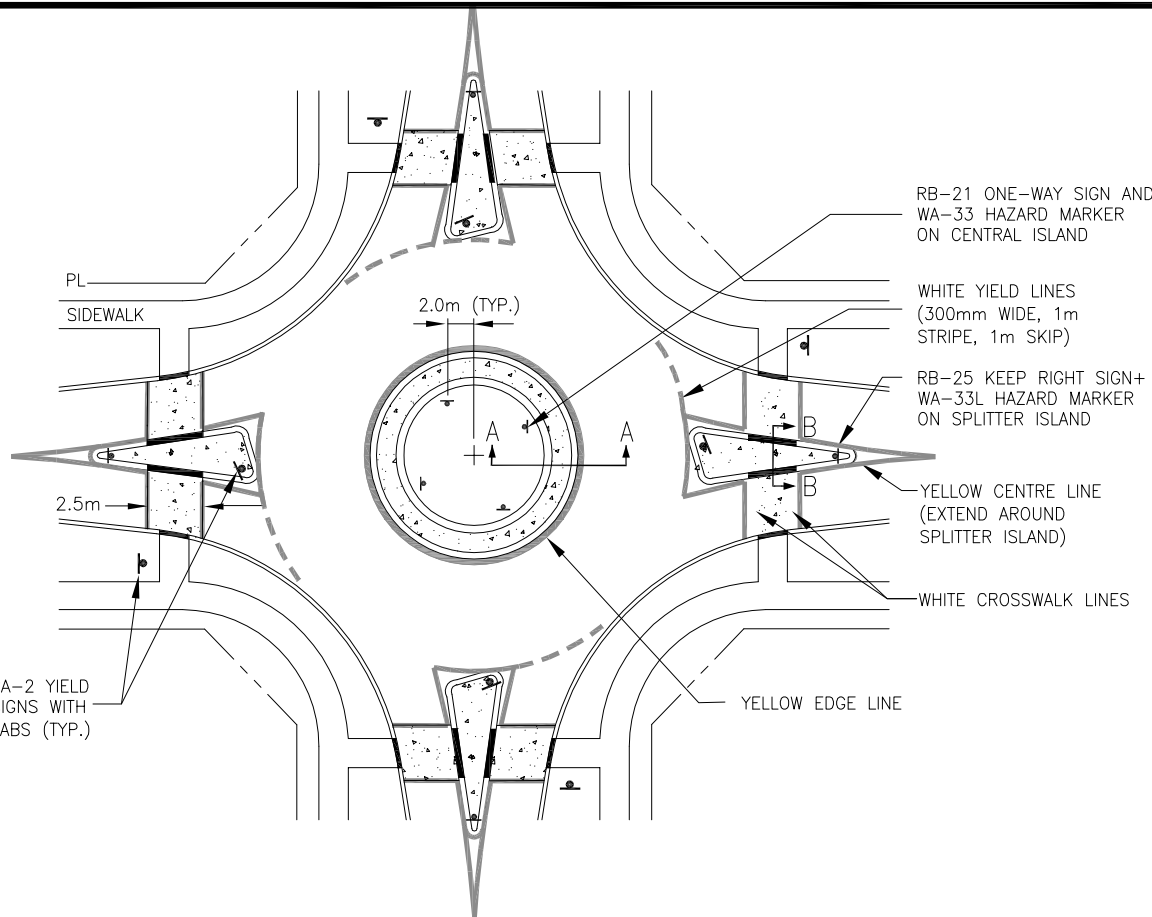 RB-21 ONE-WAY SIGN AND
WA-33 HAZARD MARKER
ON CENTRAL ISLAND
PL
2.0m (TYP.)
WHITE YIELD LINES
(300mm WIDE, 1m
STRIPE, 1m SKIP)
SIDEWALK
RB-25 KEEP RIGHT SIGN+
WA-33L HAZARD MARKER
ON SPLITTER ISLAND
A A
B
B
2.5m
YELLOW CENTRE LINE
(EXTEND AROUND
SPLITTER ISLAND)
WHITE CROSSWALK LINES
A-2 YIELD
IGNS WITH
ABS (TYP.)
YELLOW EDGE LINE